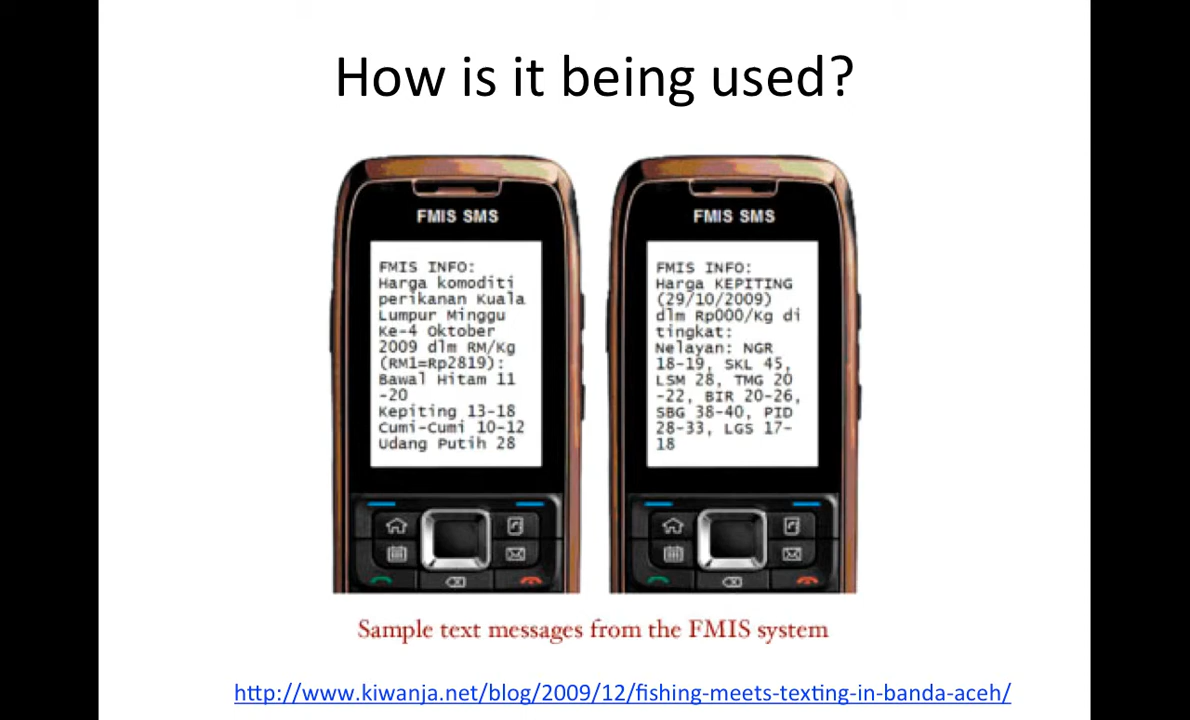 How is it being used?
FMIS SMS
FMIS INFO:
Harga komoditi
perikanan Kuala
Lumpur Minggu
Ke-4 Oktober
2009 dlm RM/Kg
(RM1=Rp2819):
Bawal Hitam 11
-20
Kepiting 13-18
Cumi-Cumi 10-12
Udang Putih 28
FMIS SMS
FMIS INFO:
Harga KEPITING
(29/10/2009)
dlm Rp000/Kg di
tingkat:
Nelayan: NGR
18-19, SKL 45,
LSM 28, TMG 20
-22, BIR 20-26,
SBG 38-40, PID
28-33, LGS 17-
18
Sample text messages from the FMIS system
http://www.kiwanja.net/blog/2009/12/fishing-meets-texting-in-banda-aceh/